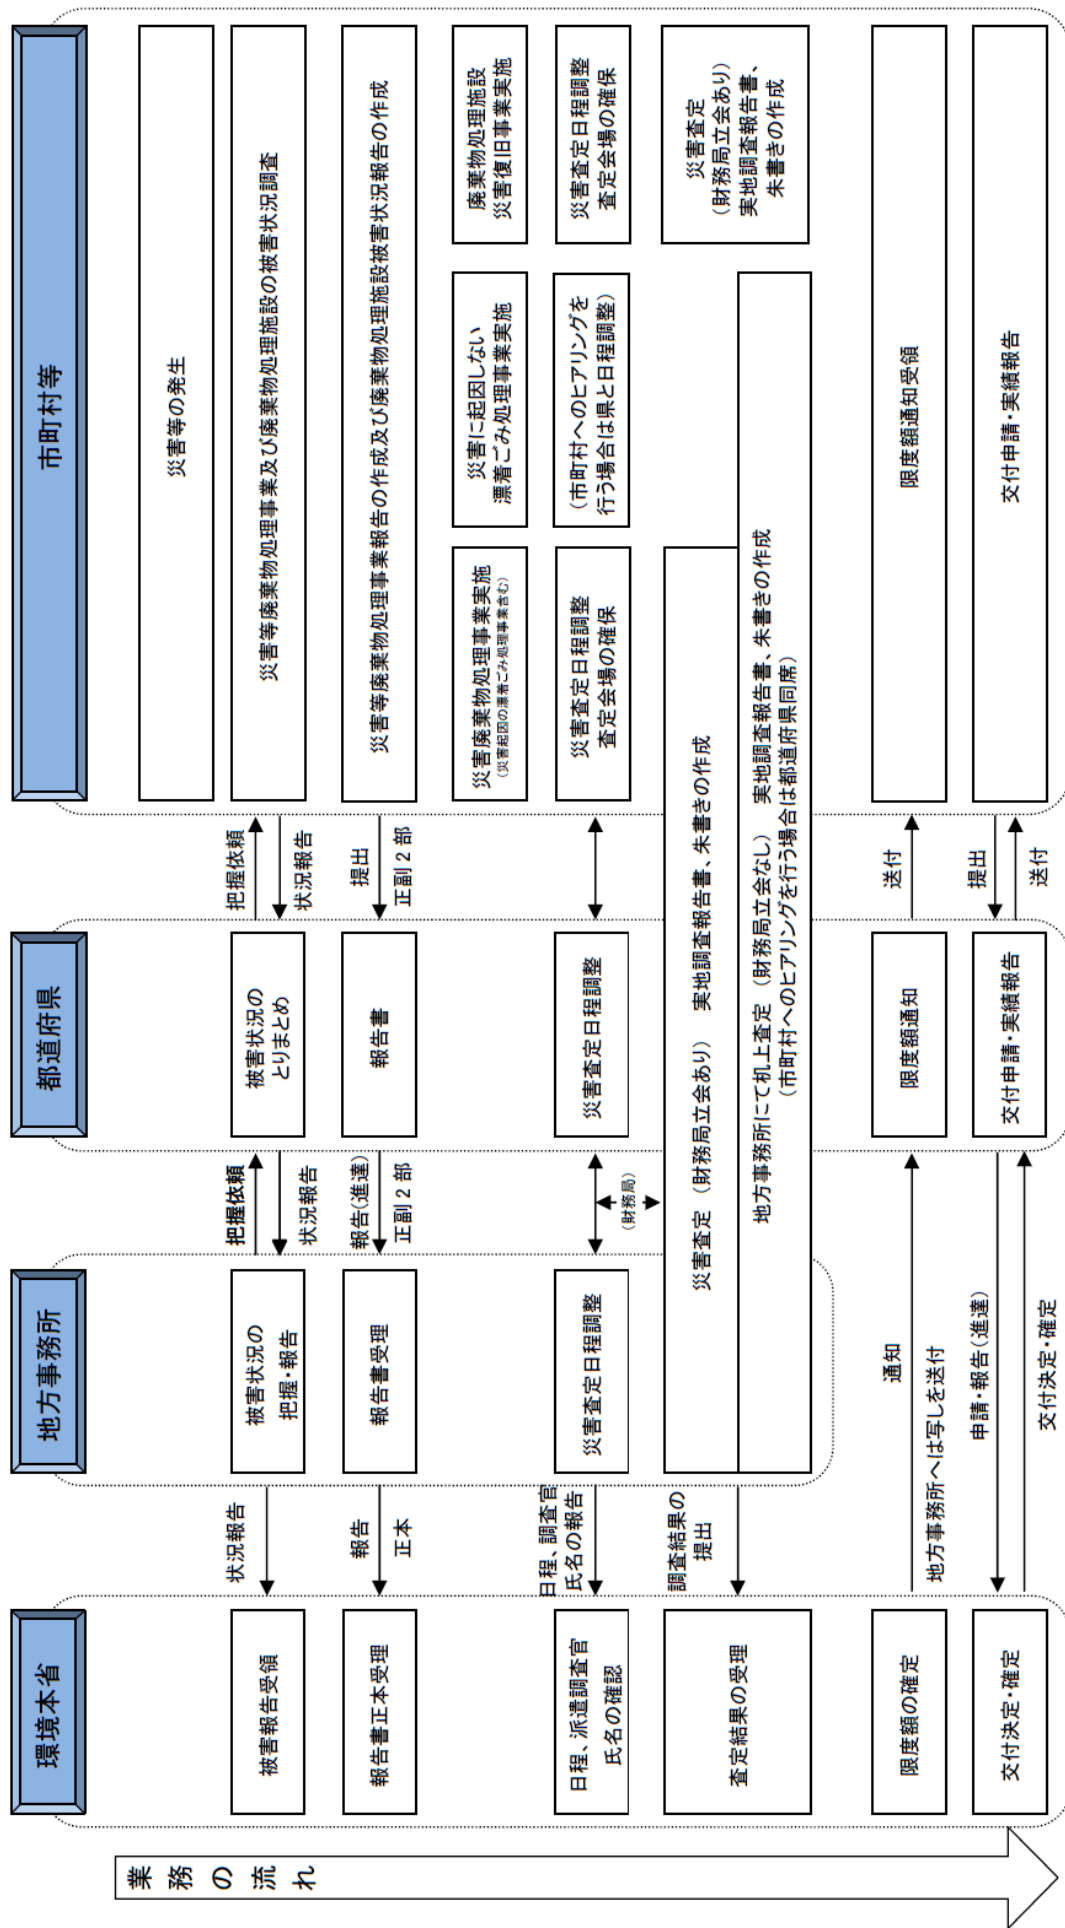 業務の流れ
環境本省
地方事務所
都道府県
市町村等
災害等の発生
被害報告受領
状況報告
被害状況の
把握・報告
把握依頼
状況報告
被害状況の
とりまとめ
把握依頼
状況報告
災害等廃棄物処理事業及び廃棄物処理施設の被害状況調査
報告書正本受理
報告
正本
報告書受理
報告(進達)
正副２部
報告書
提出
正副２部
災害等廃棄物処理事業報告の作成及び廃棄物処理施設被害状況報告の作成
災害廃棄物処理事業実施
(災害起因の漂着ごみ処理事業含む)
災害に起因しない
漂着ごみ処理事業実施
廃棄物処理施設
災害復旧事業実施
日程、派遣調査官
氏名の確認
日程、調査官
氏名の報告
災害査定日程調整
(財務局)
災害査定日程調整
災害査定日程調整
査定会場の確保
(市町村へのヒアリングを
行う場合は県と日程調整)
災害査定日程調整
査定会場の確保
査定結果の受理
調査結果の
提出
災害査定（財務局立会あり） 実地調査報告書、朱書きの作成
地方事務所にて机上査定（財務局立会なし） 実地調査報告書、朱書きの作成
(市町村へのヒアリングを行う場合は都道府県同席)
災害査定
(財務局立会あり)
実地調査報告書、
朱書きの作成
限度額の確定
通知
地方事務所へは写しを送付
限度額通知
送付
限度額通知受領
交付決定・確定
申請・報告(進達)
交付決定・確定
交付申請・実績報告
提出
送付
交付申請・実績報告